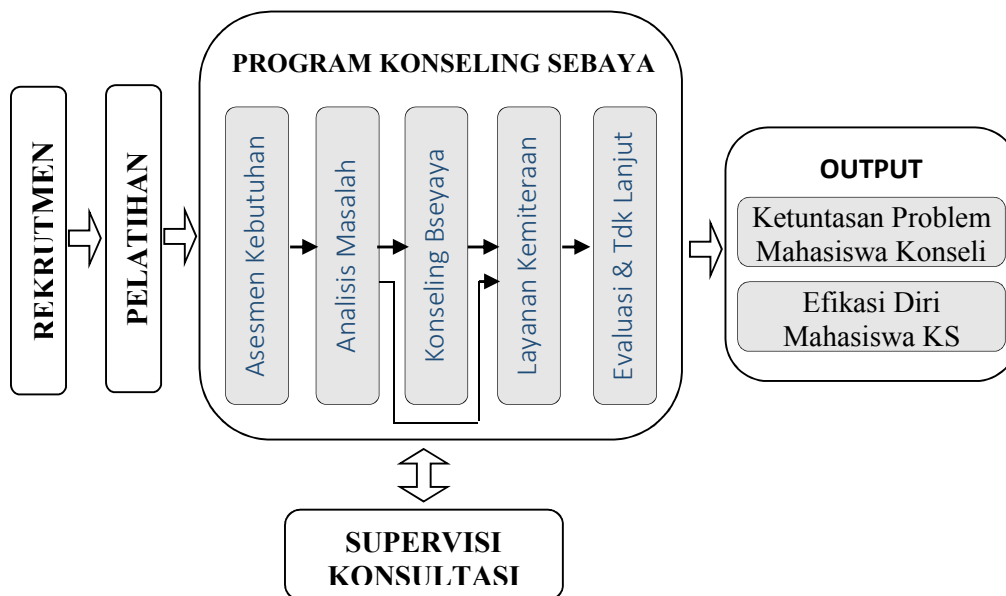 REKRUTMEN
PELATIHAN
PROGRAM KONSELING SEBAYA
Asesmen Kebutuhan
Analisis Masalah
Konseling Bseyaya
Layanan Kemiteraan
Evaluasi & Tdk Lanjut
OUTPUT
Ketuntasan Problem
Mahasiswa Konseli
Efikasi Diri
Mahasiswa KS
SUPERVISI
KONSULTASI